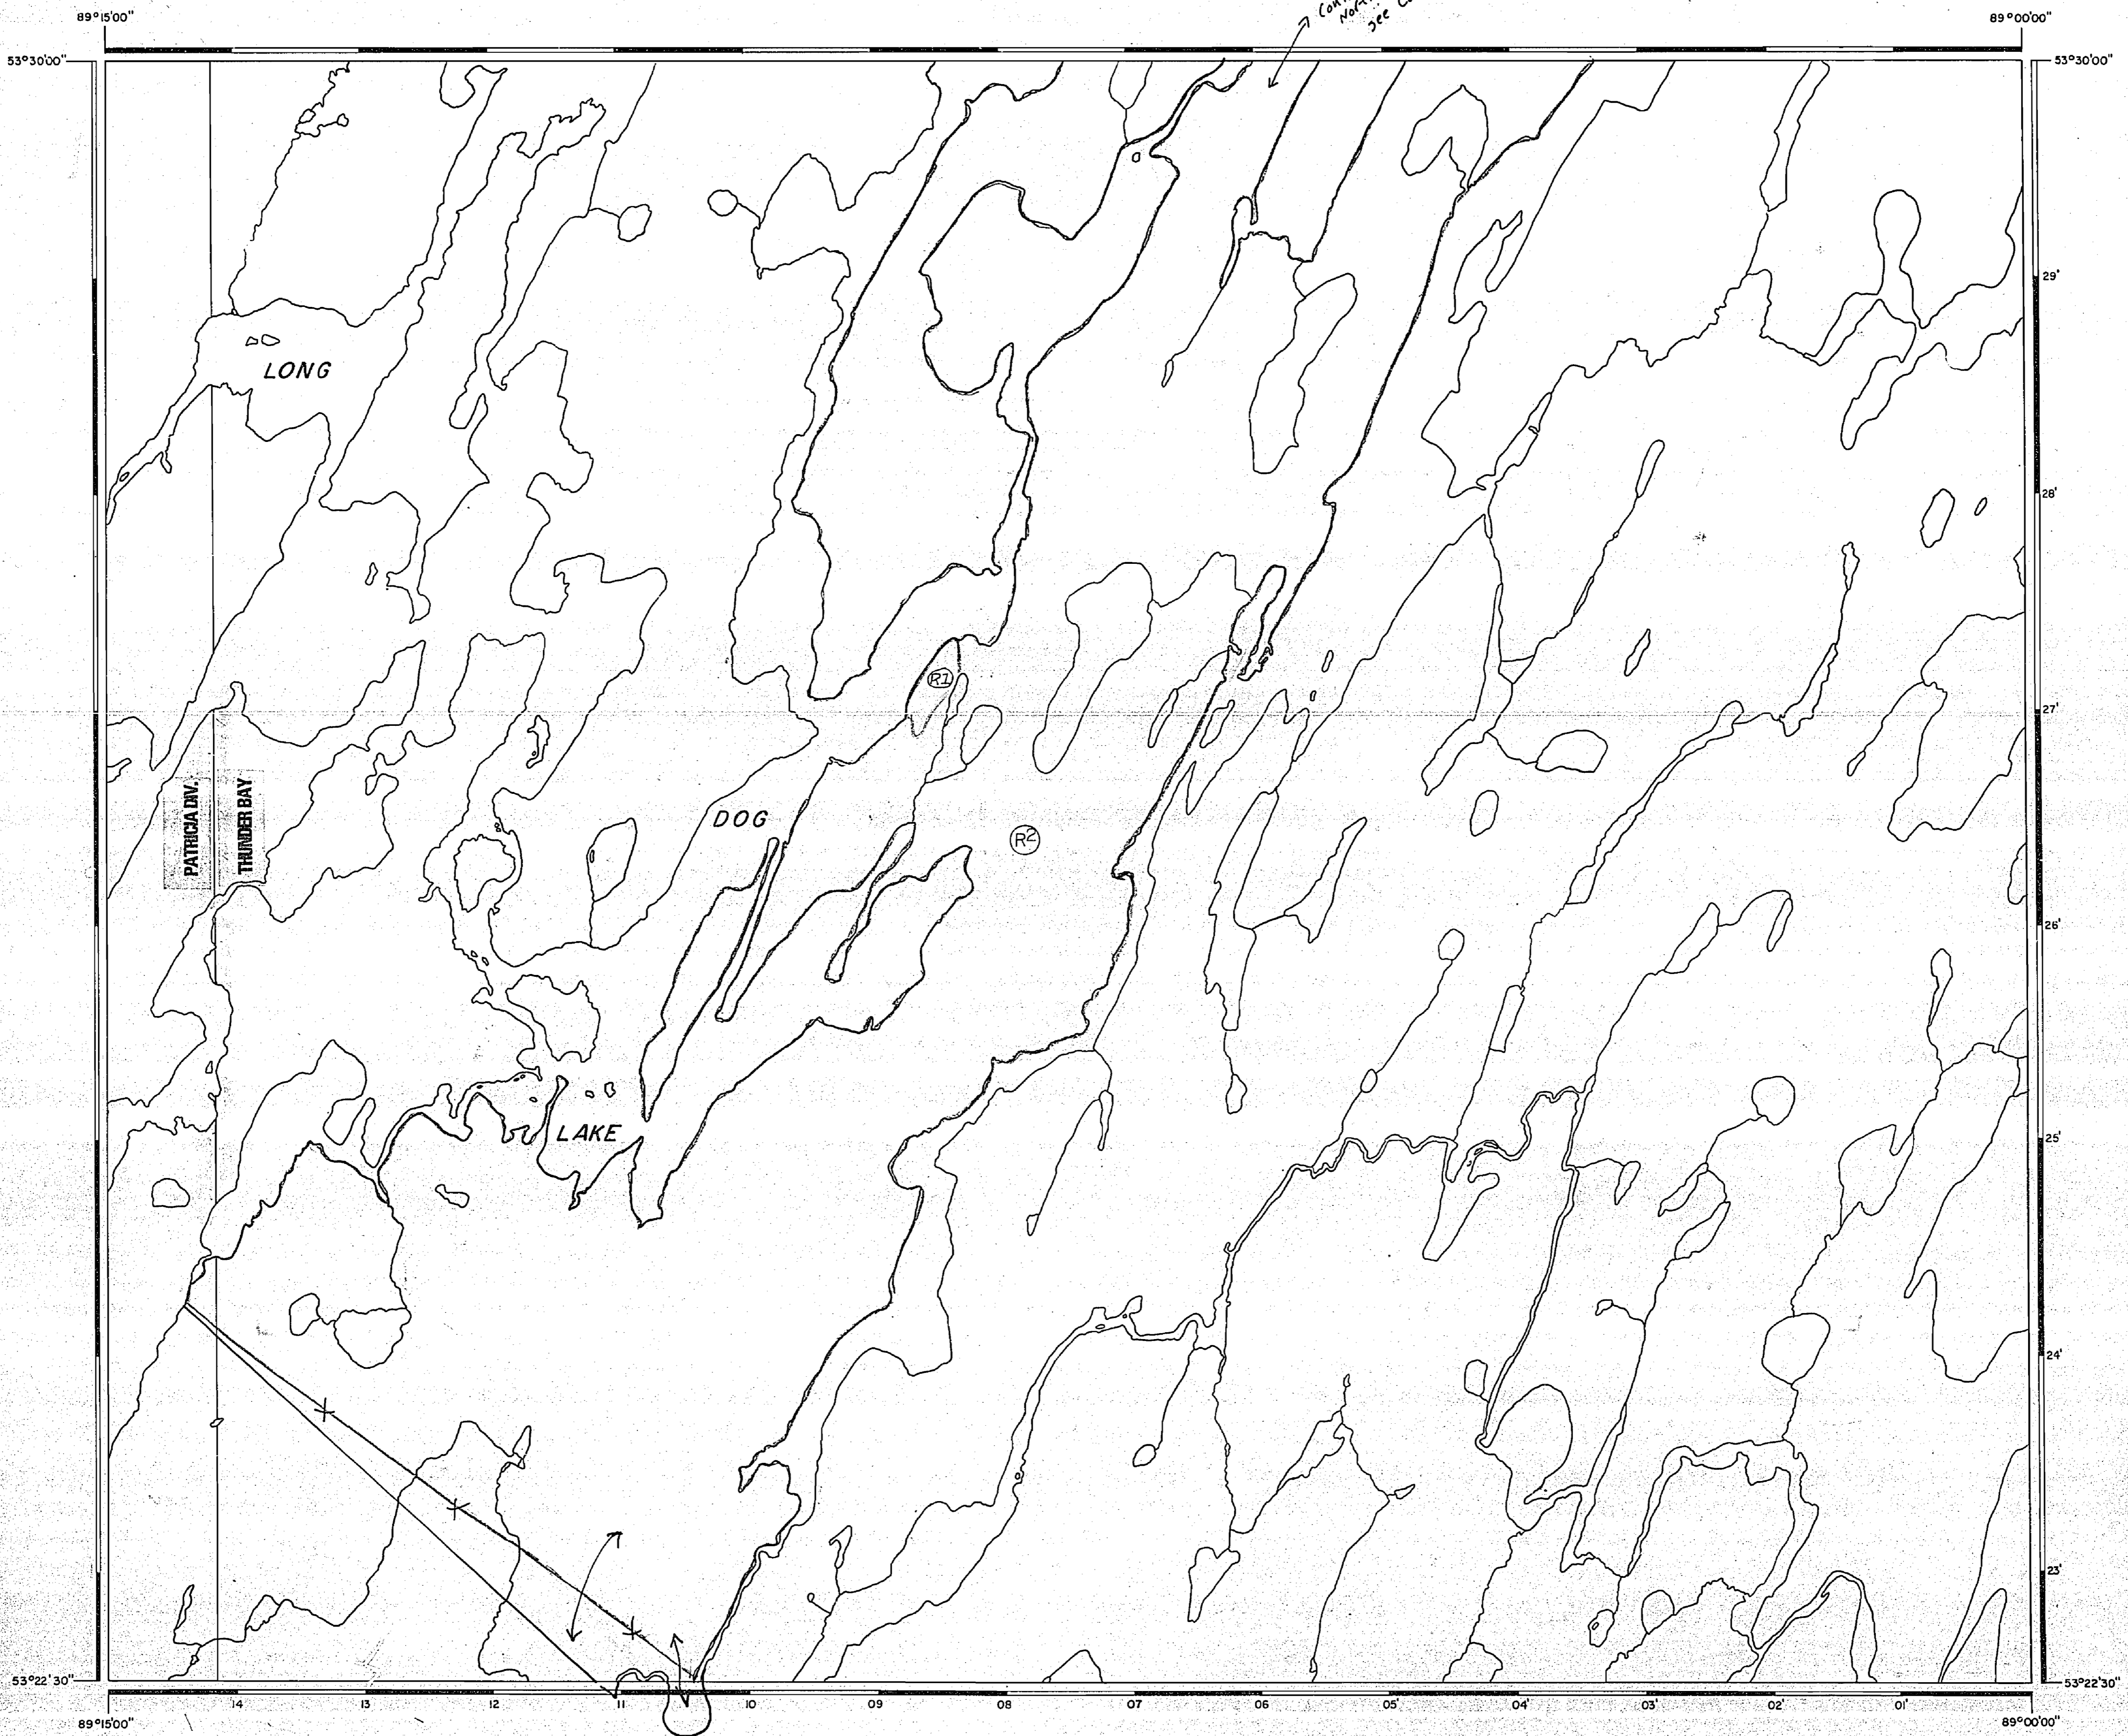 89°15'00"
89°00'00"
see
53°30'00"
53°30'00"
29'
LONG
28'
R1
27'
PATRICIA DIV.
THUNDER BAY
DOG
R2
26'
LAKE
25'
24'
23'
53°22'30"
53°22'30"
14 13 12 11 10 09 08 07 06 05' 04' 03' 02' 01'
89°15'00"
89°00'00"